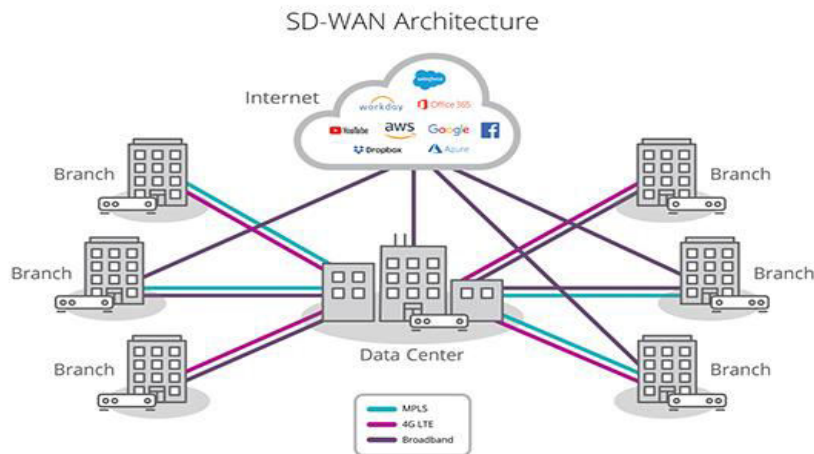 SD-WAN Architecture
Internet
salesforce
workday
Office 365
YouTube
aws
Google
f
Dropbox
Azure
Branch
Branch
Branch
Branch
Branch
Branch
Data Center
MPLS
4G LTE
Broadband